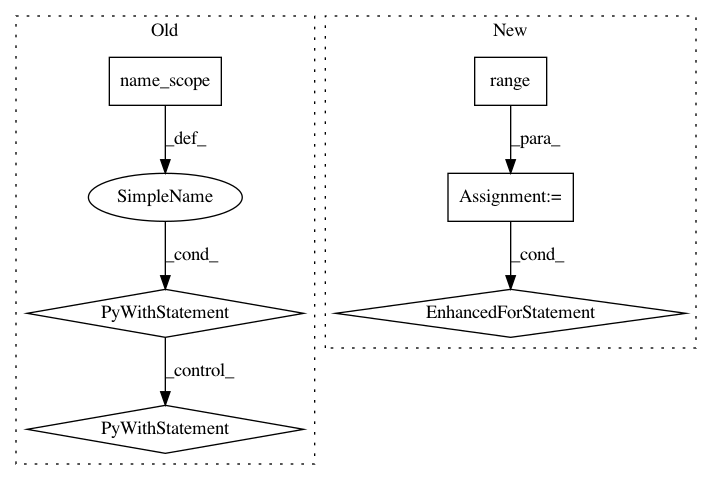 Old
name_scope
_def_
SimpleName
_cond_
PyWithStatement
_control_
PyWithStatement
New
range
_para_
Assignment:=
_cond_
EnhancedForStatement